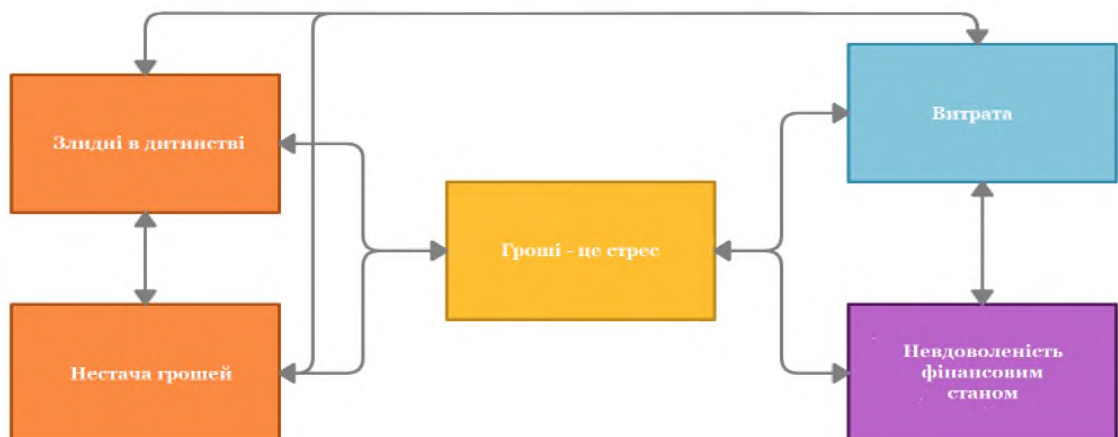 Злидні в дитинстві
Витрата
Гроші - це стрес
Нестача грошей
Невдоволеність
фінансовим
станом